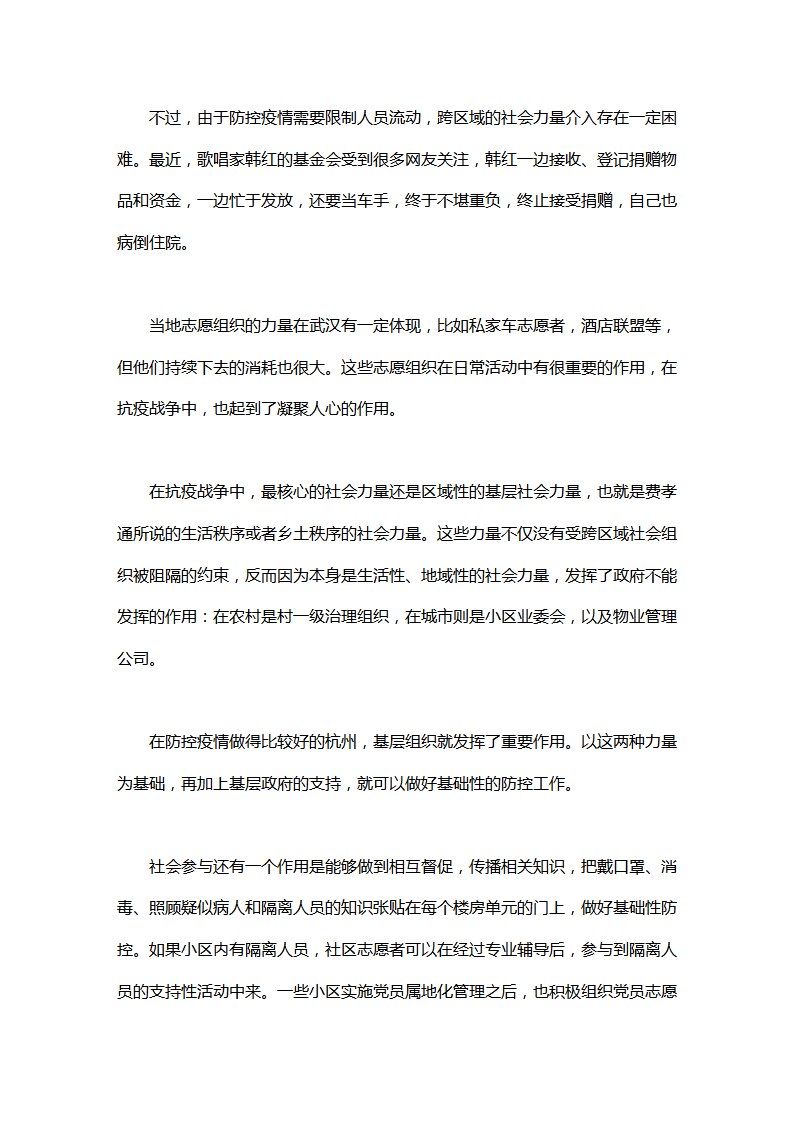 不过，由于防控疫情需要限制人员流动，跨区域的社会力量介入存在一定困
难。最近，歌唱家韩红的基金会受到很多网友关注，韩红一边接收、登记捐赠物
品和资金，一边忙于发放，还要当车手，终于不堪重负，终止接受捐赠，自己也
病倒住院。
当地志愿组织的力量在武汉有一定体现，比如私家车志愿者，酒店联盟等，
但他们持续下去的消耗也很大。这些志愿组织在日常活动中有很重要的作用，在
抗疫战争中，也起到了凝聚人心的作用。
在抗疫战争中，最核心的社会力量还是区域性的基层社会力量，也就是费孝
通所说的生活秩序或者乡土秩序的社会力量。这些力量不仅没有受跨区域社会组
织被阻隔的约束，反而因为本身是生活性、地域性的社会力量，发挥了政府不能
发挥的作用：在农村是村一级治理组织，在城市则是小区业委会，以及物业管理
公司。
在防控疫情做得比较好的杭州，基层组织就发挥了重要作用。以这两种力量
为基础，再加上基层政府的支持，就可以做好基础性的防控工作。
社会参与还有一个作用是能够做到相互督促，传播相关知识，把戴口罩、消
毒、照顾疑似病人和隔离人员的知识张贴在每个楼房单元的门上，做好基础性防
控。如果小区内有隔离人员，社区志愿者可以在经过专业辅导后，参与到隔离人
员的支持性活动中来。一些小区实施党员属地化管理之后，也积极组织党员志愿